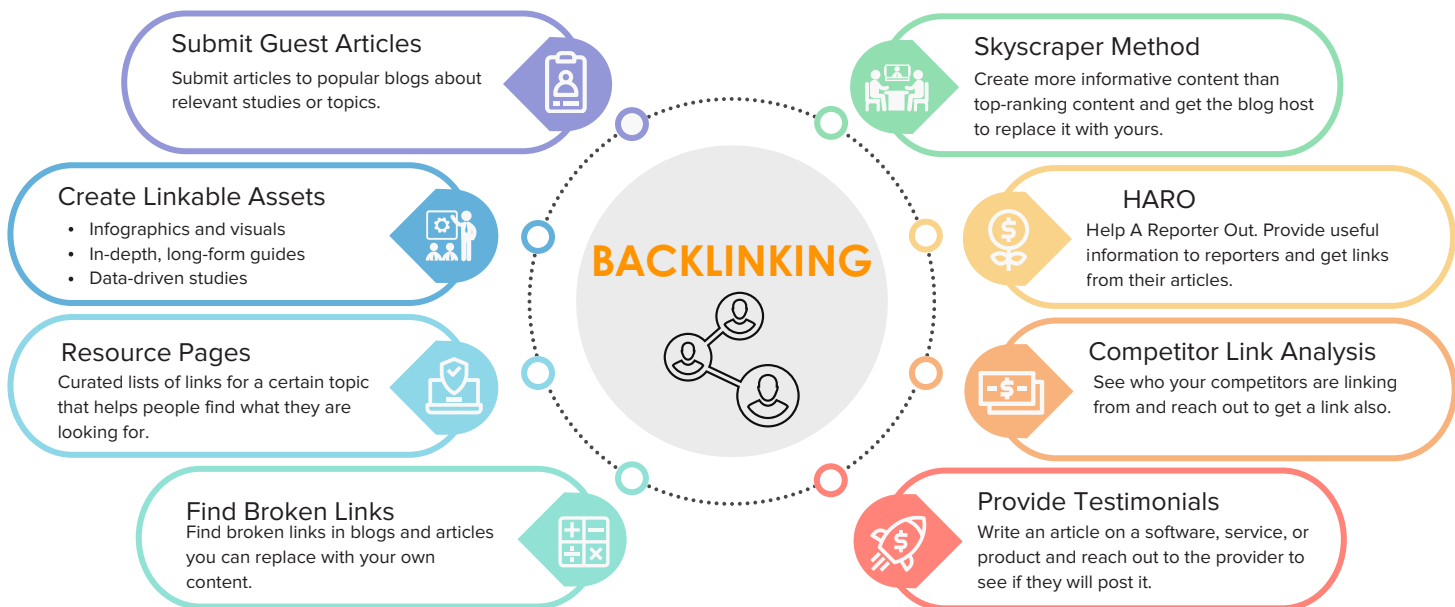 Submit Guest Articles
Submit articles to popular blogs about
relevant studies or topics.
Create Linkable Assets
• Infographics and visuals
• In-depth, long-form guides
• Data-driven studies
Resource Pages
Curated lists of links for a certain topic
that helps people find what they are
looking for.
Find Broken Links
Find broken links in blogs and articles
you can replace with your own
content.
BACKLINKING
Skyscraper Method
Create more informative content than
top-ranking content and get the blog host
to replace it with yours.
HARO
Help A Reporter Out. Provide useful
information to reporters and get links
from their articles.
Competitor Link Analysis
See who your competitors are linking
from and reach out to get a link also.
Provide Testimonials
Write an article on a software, service, or
product and reach out to the provider to
see if they will post it.